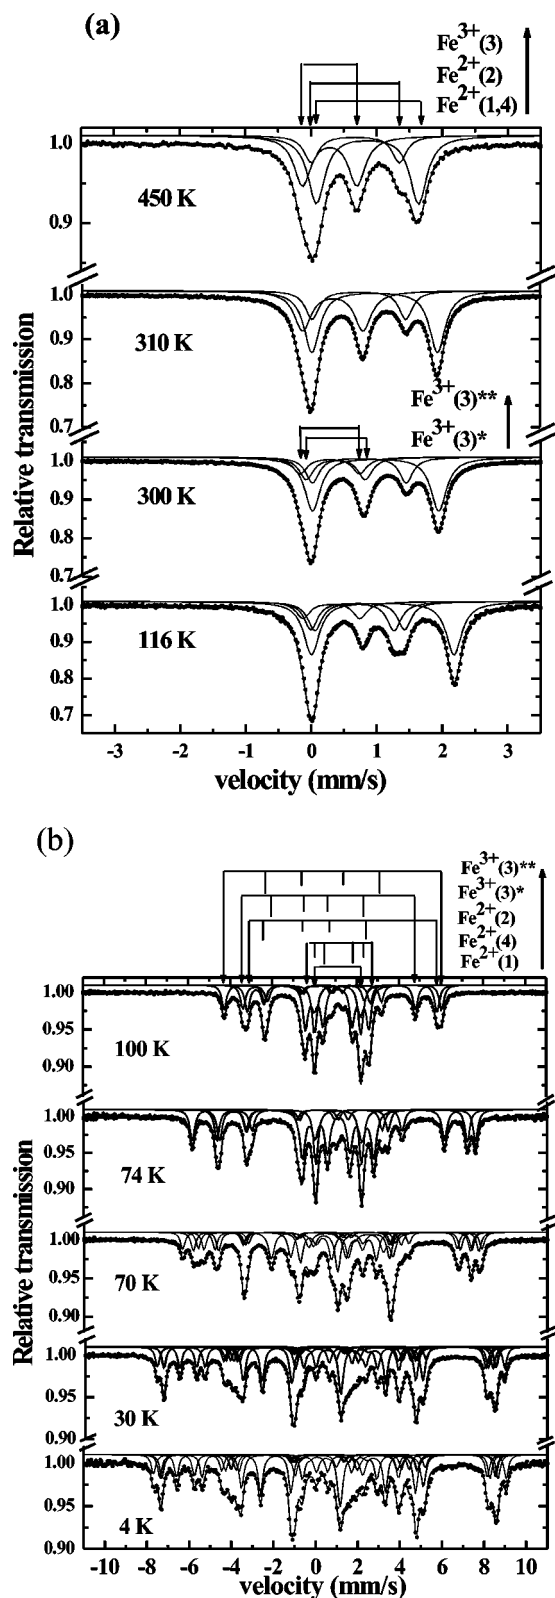 (a)
Fe3+(3)
Fe2+(2)
Fe2+(1,4)
1.0
0.9
450 K
1.0
0.9
0.8
0.7
310 K
Fe3+(3)**
Fe3+(3)*
1.0
0.9
0.8
0.7
300 K
1.0
0.9
0.8
0.7
116 K
Relative transmission
-3 -2 -1 0 1 2 3
velocity (mm/s)
(b)
Fe3+(3)**
Fe3+(3)*
Fe2+(2)
Fe2+(4)
Fe2+(1)
1.00
0.95
0.90
100 K
1.00
0.95
0.90
74 K
1.00
0.95
0.90
70 K
1.00
0.95
0.90
30 K
1.00
0.95
0.90
4 K
Relative transmission
-10 -8 -6 -4 -2 0 2 4 6 8 10
velocity (mm/s)